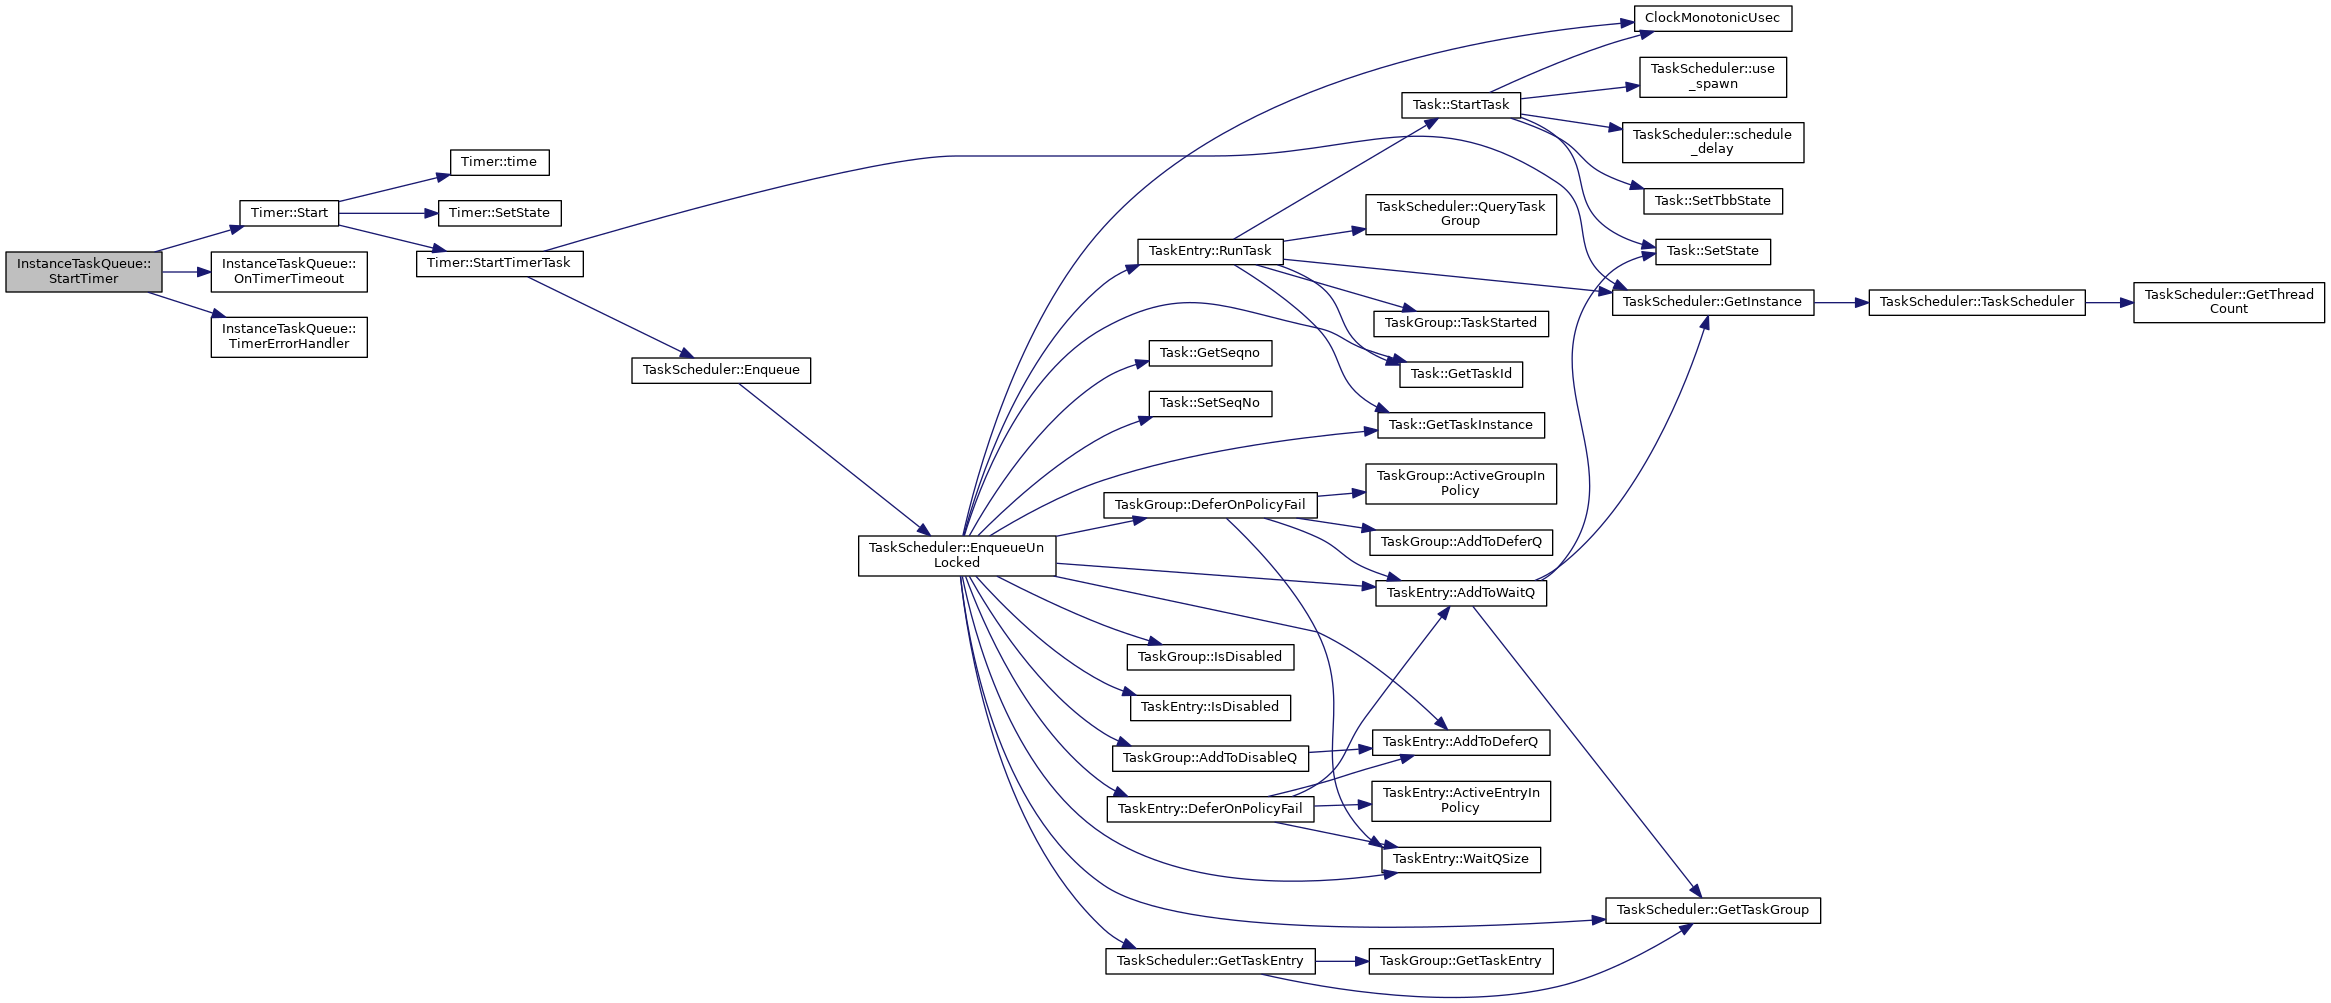 InstanceTaskQueue::
StartTimer
Timer::Start
InstanceTaskQueue::
OnTimerTimeout
InstanceTaskQueue::
TimerErrorHandler
Timer::time
Timer::SetState
Timer::StartTimerTask
TaskScheduler::Enqueue
TaskScheduler::EnqueueUn
Locked
TaskEntry::RunTask
Task::GetSeqno
Task::SetSeqNo
TaskGroup::DeferOnPolicyFail
TaskGroup::IsDisabled
TaskEntry::IsDisabled
TaskGroup::AddToDisableQ
TaskEntry::DeferOnPolicyFail
TaskScheduler::GetTaskEntry
Task::StartTask
TaskScheduler::QueryTask
Group
TaskGroup::TaskStarted
Task::GetTaskId
Task::GetTaskInstance
TaskGroup::ActiveGroupIn
Policy
TaskGroup::AddToDeferQ
TaskEntry::AddToWaitQ
TaskEntry::AddToDeferQ
TaskEntry::ActiveEntryIn
Policy
TaskEntry::WaitQSize
TaskGroup::GetTaskEntry
ClockMonotonicUsec
TaskScheduler::use
_spawn
TaskScheduler::schedule
_delay
Task::SetTbbState
Task::SetState
TaskScheduler::GetInstance
TaskScheduler::GetTaskGroup
TaskScheduler::TaskScheduler
TaskScheduler::GetThread
Count